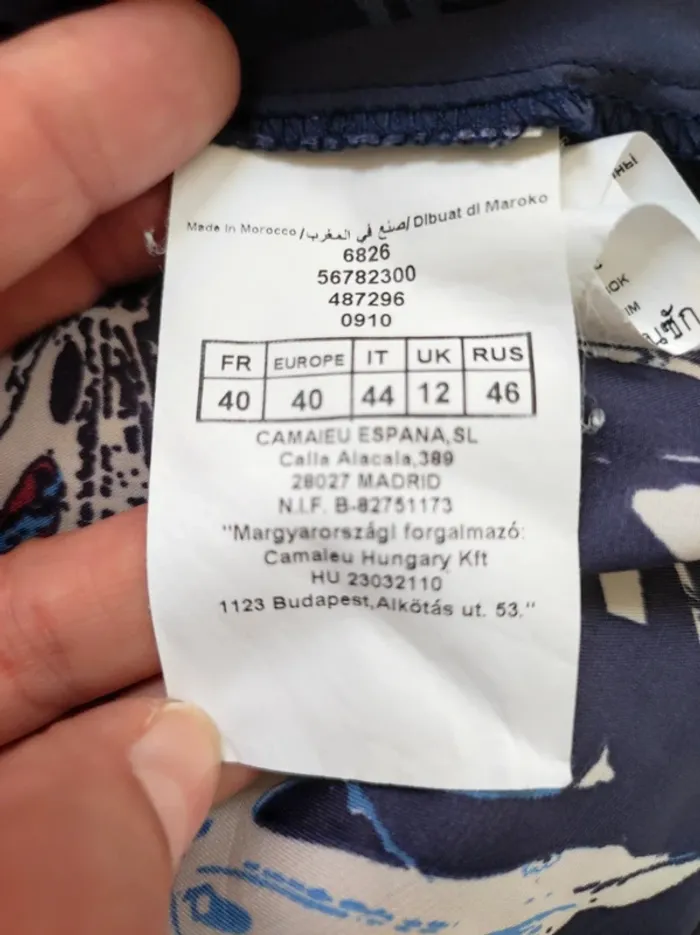 Made in Morocco/صنع في المغرب/Dibuat di Maroko
6826
56782300
487296
0910
FR EUROPE IT UK RUS
40 40 44 12 46
CAMAIEU ESPANA,SL
Calla Alacala,389
28027 MADRID
N.I.F. B-82751173
"Margyarországi forgalmazó:
Camaieu Hungary Kft
HU 23032110
1123 Budapest,Alkötás ut. 53."